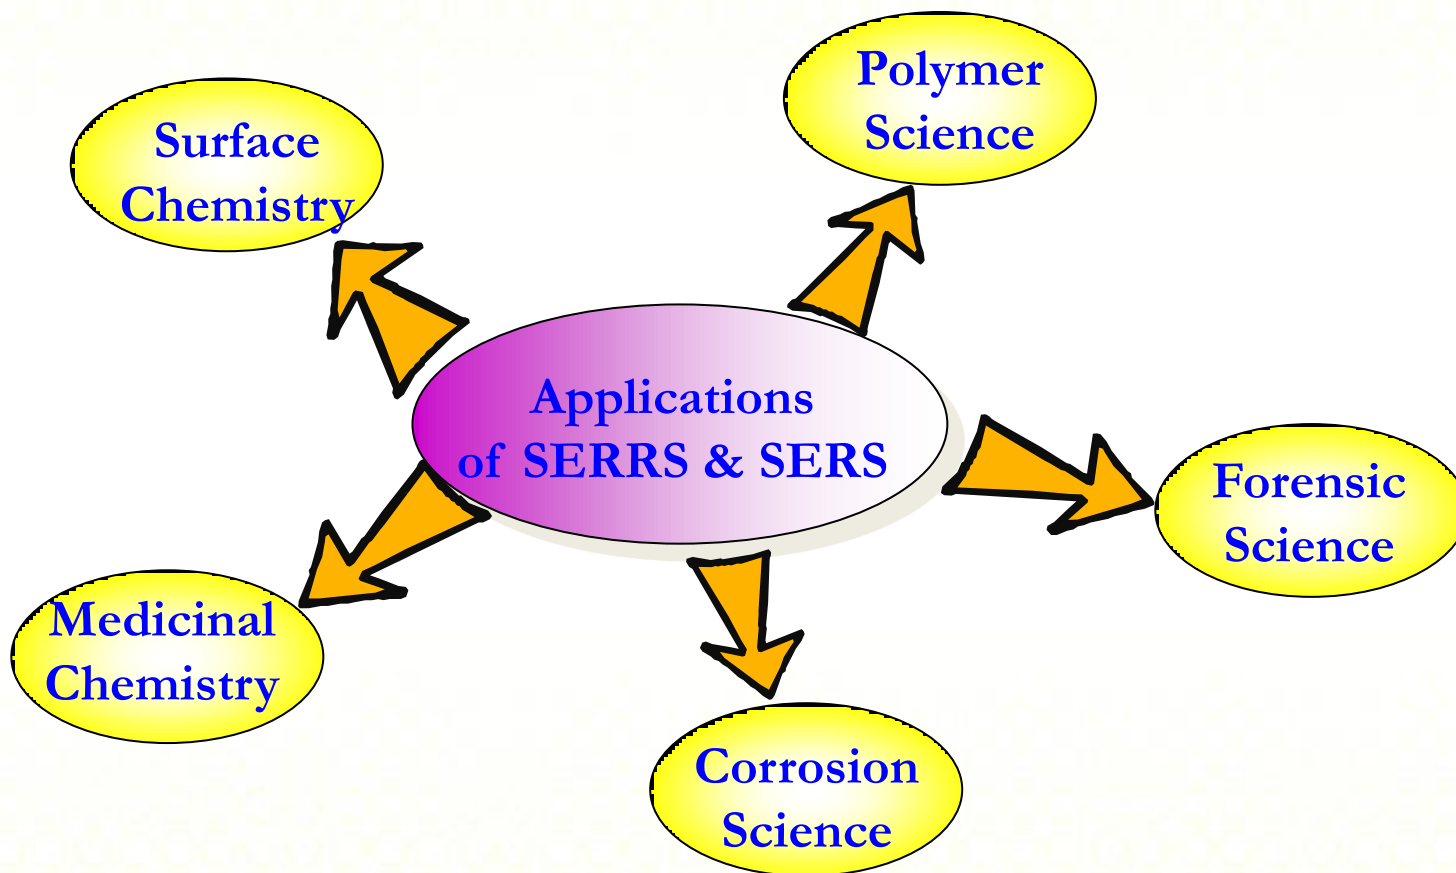 Polymer
Science
Surface
Chemistry
Applications
of SERRS & SERS
Forensic
Science
Medicinal
Chemistry
Corrosion
Science